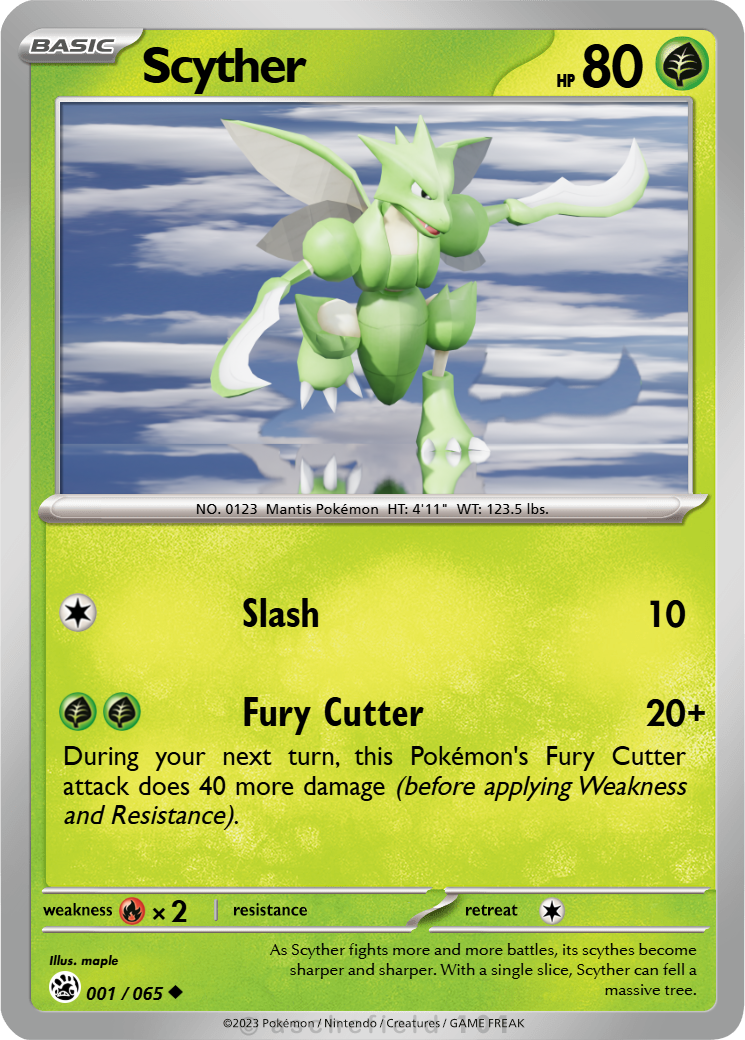 BASIC
Scyther
HP 80
NO. 0123 Mantis Pokémon HT: 4'11" WT: 123.5 lbs.
Slash 10
Fury Cutter 20+
During your next turn, this Pokémon's Fury Cutter
attack does 40 more damage (before applying Weakness
and Resistance).
weakness × 2 resistance retreat
As Scyther fights more and more battles, its scythes become
sharper and sharper. With a single slice, Scyther can fell a
massive tree.
Illus. maple
001 / 065
©2023 Pokémon / Nintendo / Creatures / GAME FREAK